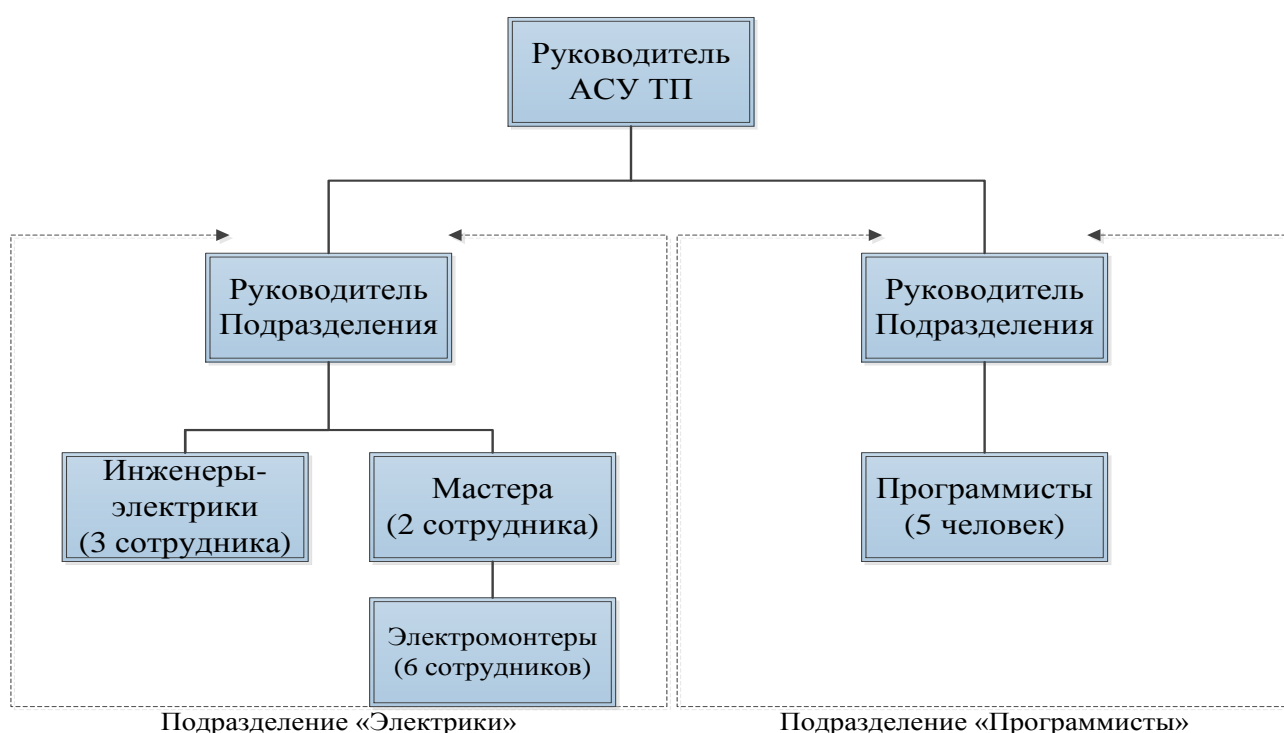 Руководитель
АСУ ТП
Руководитель
Подразделения
Руководитель
Подразделения
Инженеры-
электрики
(3 сотрудника)
Мастера
(2 сотрудника)
Программисты
(5 человек)
Электромонтеры
(6 сотрудников)
Подразделение «Электрики»
Подразделение «Программисты»